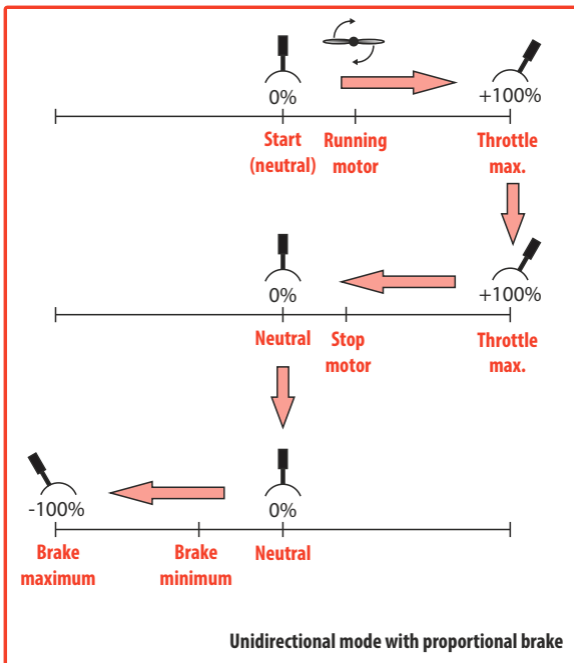 0%
+100%
Start
(neutral)
Running
motor
Throttle
max.
0%
+100%
Neutral
Stop
motor
Throttle
max.
-100%
0%
Brake
maximum
Brake
minimum
Neutral
Unidirectional mode with proportional brake